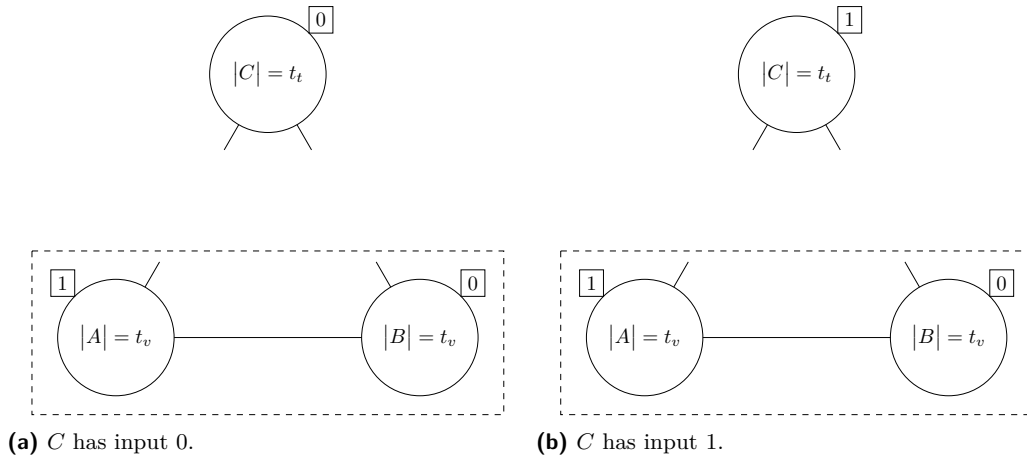 0
|C| = t_t
1
|A| = t_v
0
|B| = t_v
(a) C has input 0.
1
|C| = t_t
1
|A| = t_v
0
|B| = t_v
(b) C has input 1.